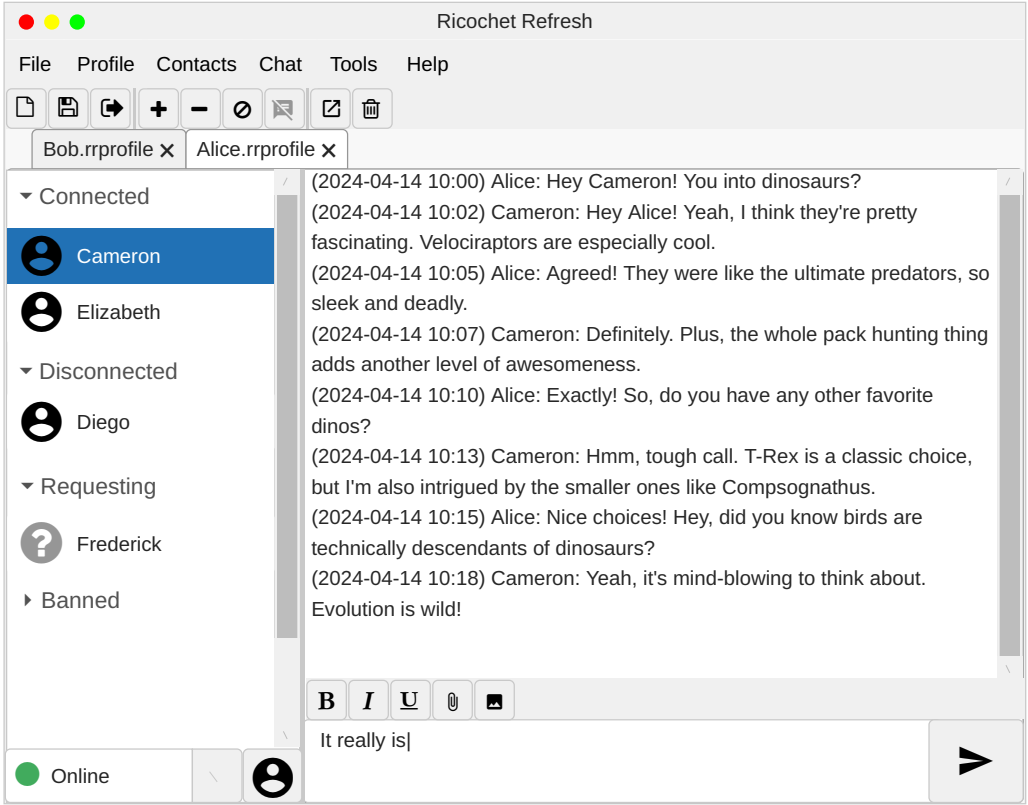 Ricochet Refresh
File Profile Contacts Chat Tools Help
Bob.rrprofile Alice.rrprofile
Connected
Cameron
Elizabeth
Disconnected
Diego
Requesting
Frederick
Banned
Online
(2024-04-14 10:00) Alice: Hey Cameron! You into dinosaurs?
(2024-04-14 10:02) Cameron: Hey Alice! Yeah, I think they're pretty
fascinating. Velociraptors are especially cool.
(2024-04-14 10:05) Alice: Agreed! They were like the ultimate predators, so
sleek and deadly.
(2024-04-14 10:07) Cameron: Definitely. Plus, the whole pack hunting thing
adds another level of awesomeness.
(2024-04-14 10:10) Alice: Exactly! So, do you have any other favorite
dinos?
(2024-04-14 10:13) Cameron: Hmm, tough call. T-Rex is a classic choice,
but I'm also intrigued by the smaller ones like Compsognathus.
(2024-04-14 10:15) Alice: Nice choices! Hey, did you know birds are
technically descendants of dinosaurs?
(2024-04-14 10:18) Cameron: Yeah, it's mind-blowing to think about.
Evolution is wild!
B I U
It really is